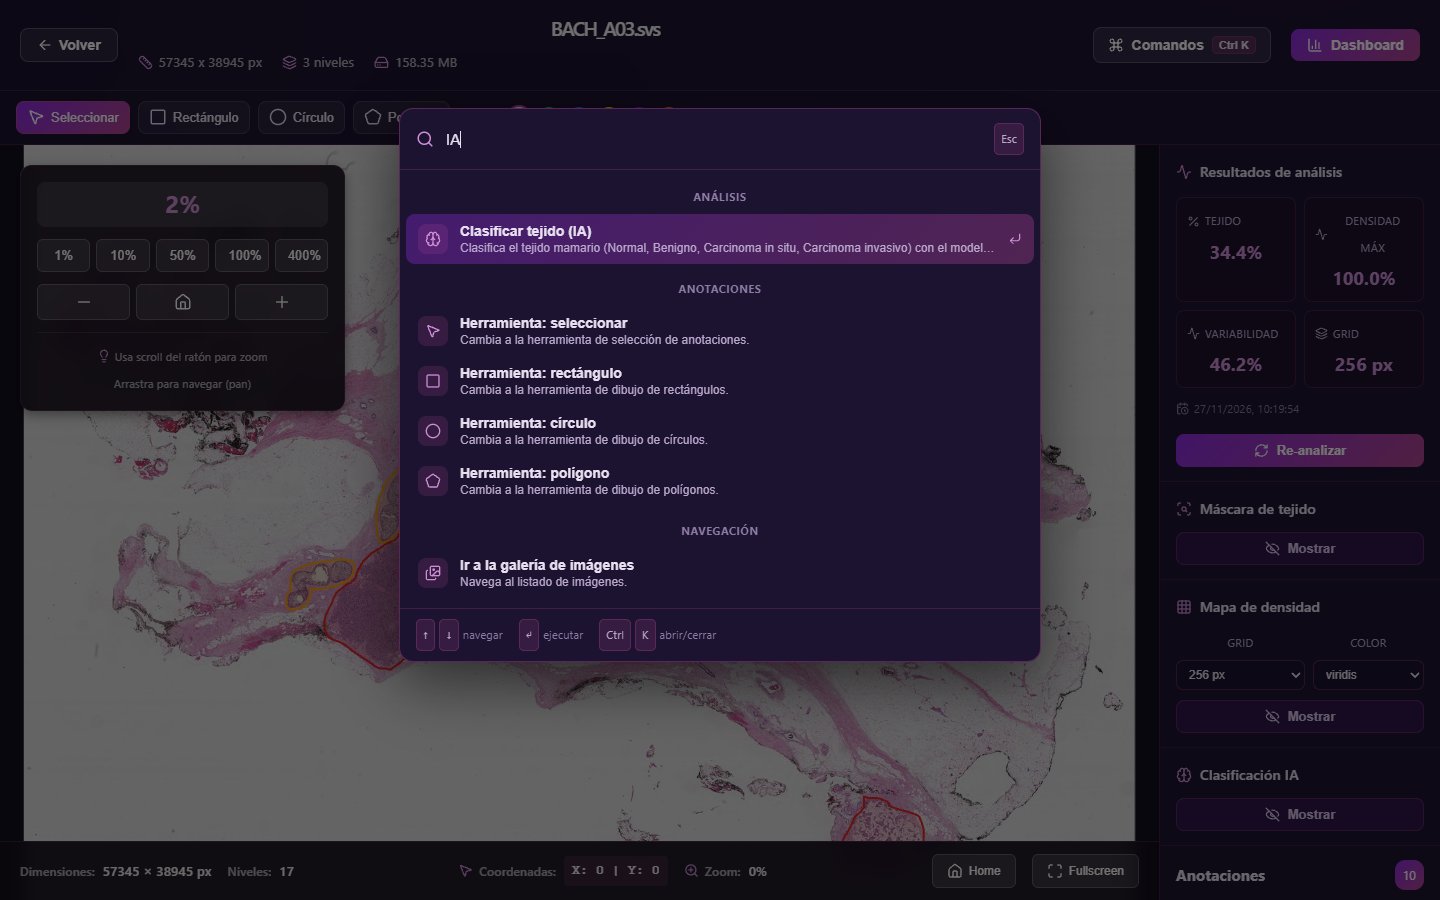 Volver
BACH_A03.svs
57345 x 38945 px
3 niveles
158.35 MB
Comandos Ctrl K
Dashboard
Seleccionar
Rectángulo
Círculo
IA
Esc
ANÁLISIS
Clasificar tejido (IA)
Clasifica el tejido mamario (Normal, Benigno, Carcinoma in situ, Carcinoma invasivo) con el model...
ANOTACIONES
Herramienta: seleccionar
Cambia a la herramienta de selección de anotaciones.
Herramienta: rectángulo
Cambia a la herramienta de dibujo de rectángulos.
Herramienta: círculo
Cambia a la herramienta de dibujo de círculos.
Herramienta: polígono
Cambia a la herramienta de dibujo de polígonos.
NAVEGACIÓN
Ir a la galería de imágenes
Navega al listado de imágenes.
↑ ↓ navegar ↵ ejecutar Ctrl K abrir/cerrar
2%
1% 10% 50% 100% 400%
− +
Usa scroll del ratón para zoom
Arrastra para navegar (pan)
Resultados de análisis
TEJIDO
34.4%
DENSIDAD
MÁX
100.0%
VARIABILIDAD
46.2%
GRID
256 px
27/11/2026, 10:19:54
Re-analizar
Máscara de tejido
Mostrar
Mapa de densidad
GRID COLOR
256 px viridis
Mostrar
Clasificación IA
Mostrar
Anotaciones 10
Dimensiones: 57345 × 38945 px
Niveles: 17
Coordenadas: X: 0 | Y: 0
Zoom: 0%
Home
Fullscreen